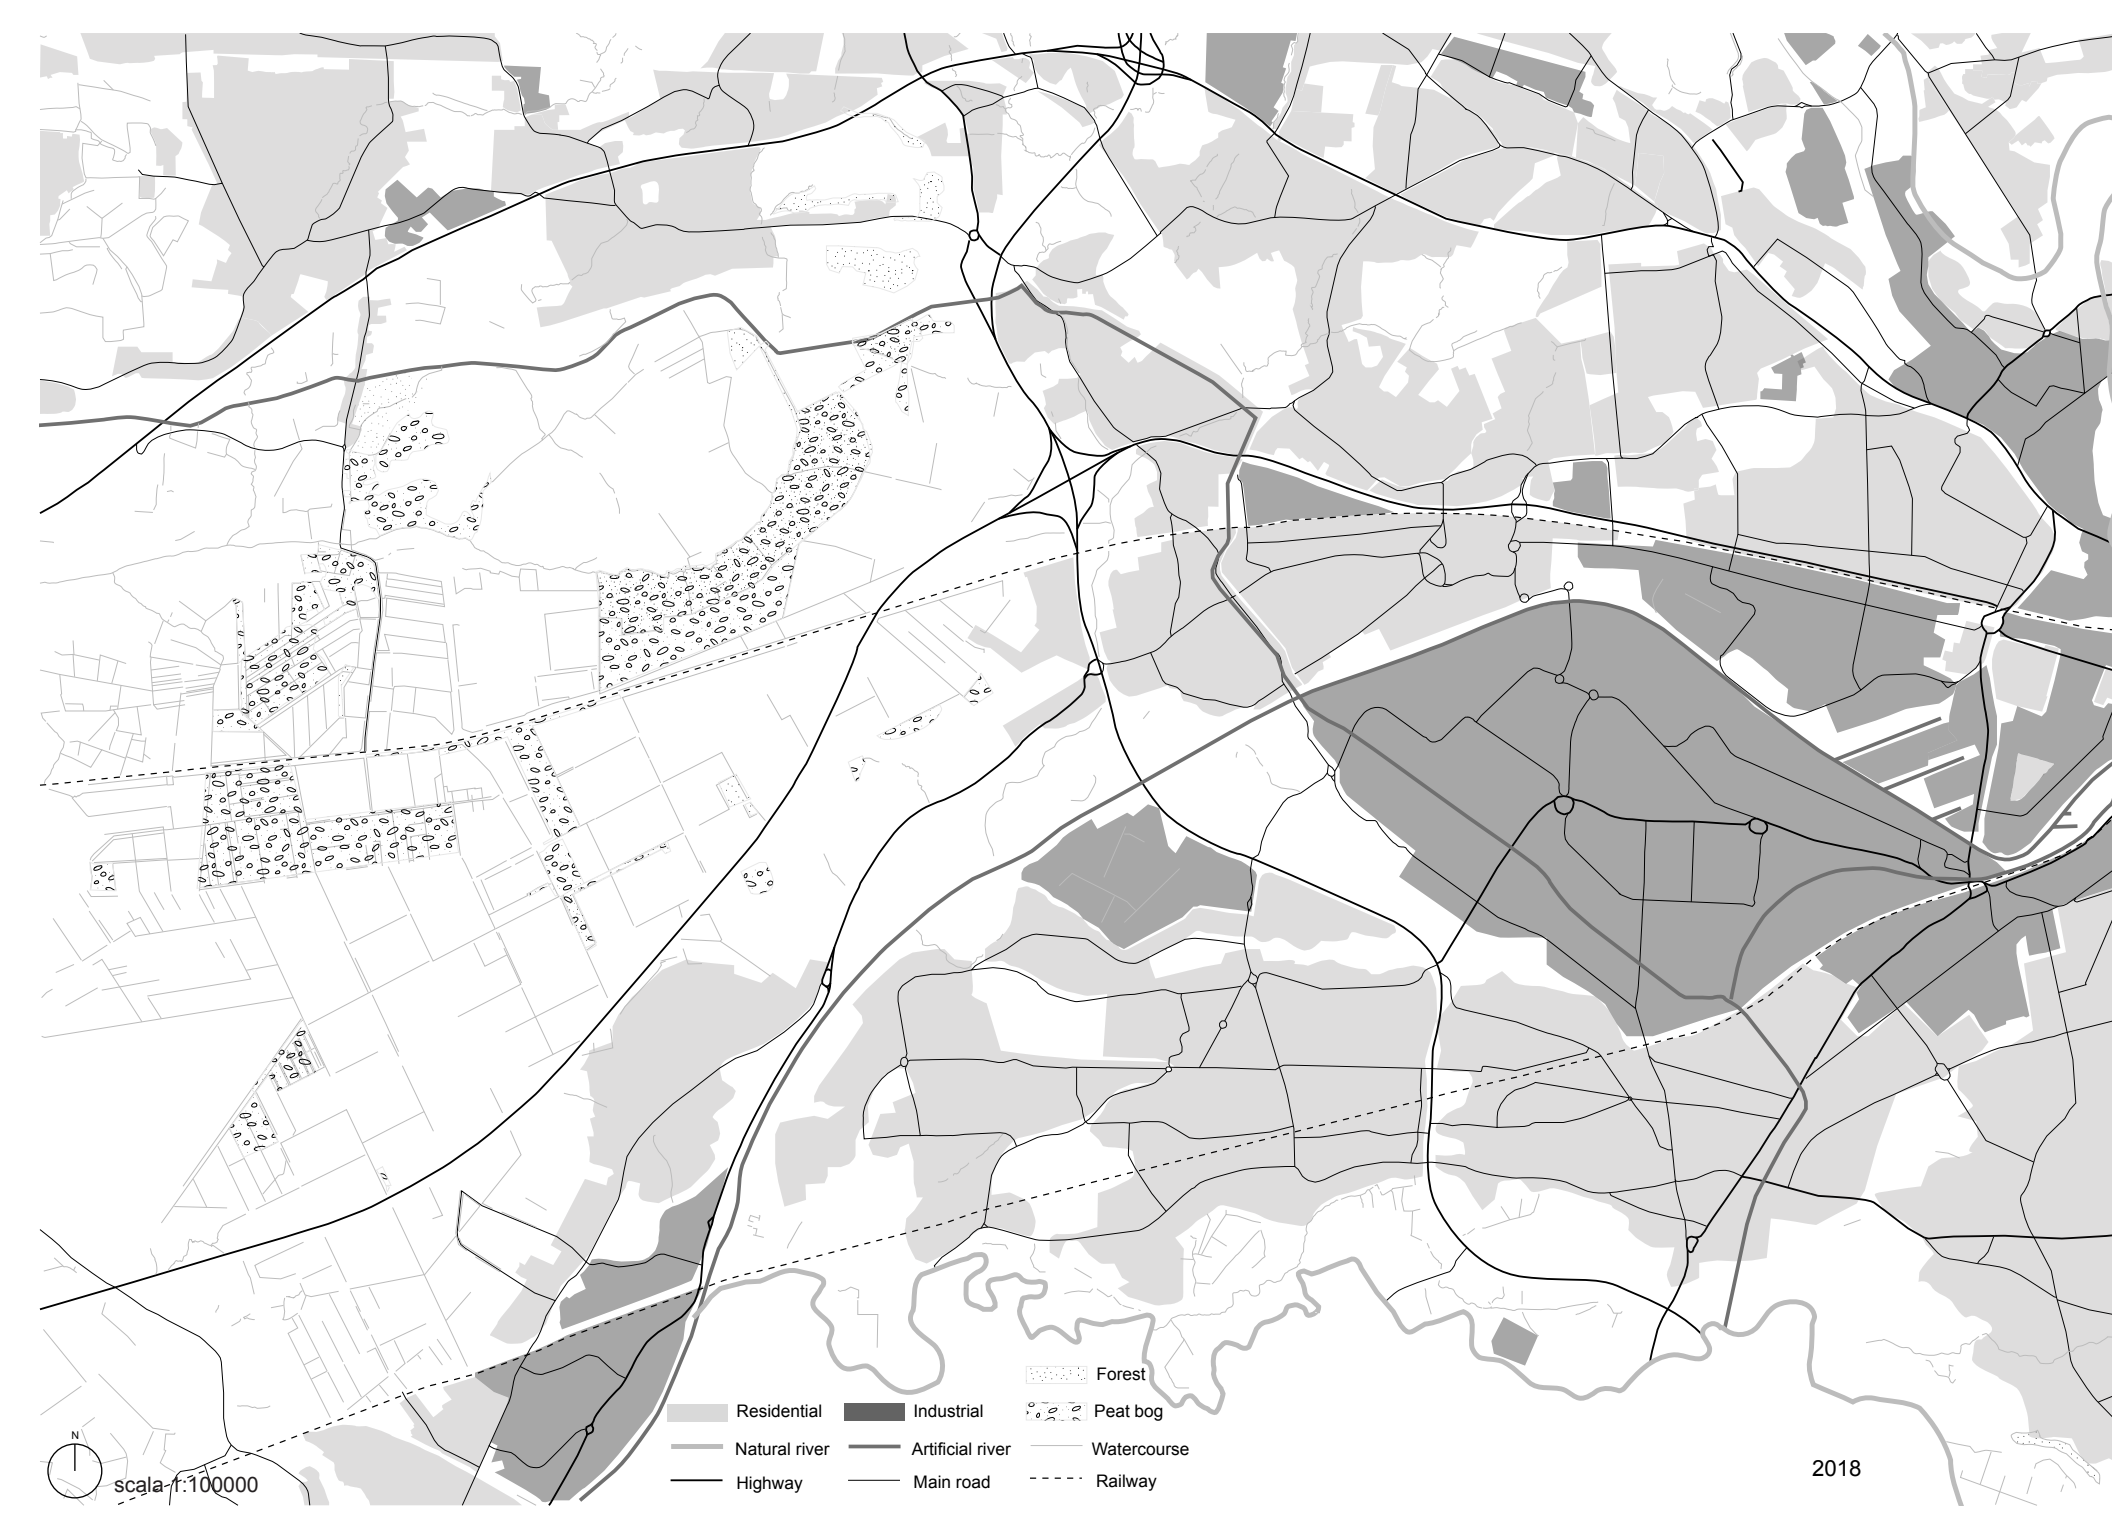 Forest
Residential
Industrial
Peat bog
Natural river
Artificial river
Watercourse
Highway
Main road
Railway
N
scala 1:100000
2018